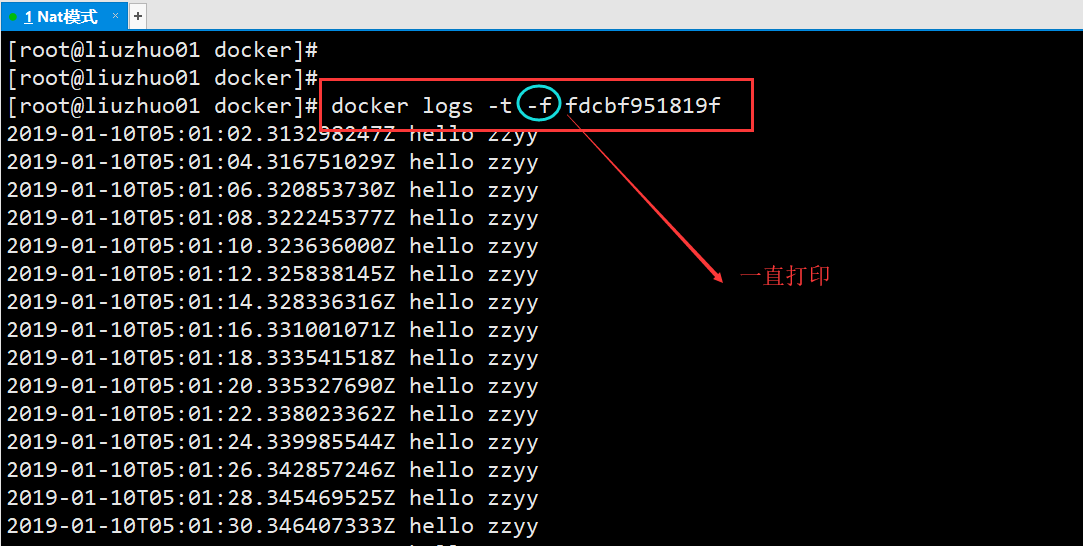 1 Nat模式 × +
[root@liuzhuo01 docker]#
[root@liuzhuo01 docker]#
[root@liuzhuo01 docker]# docker logs -t -f fdcbf951819f
2019-01-10T05:01:02.313298247Z hello zzyy
2019-01-10T05:01:04.316751029Z hello zzyy
2019-01-10T05:01:06.320853730Z hello zzyy
2019-01-10T05:01:08.322245377Z hello zzyy
2019-01-10T05:01:10.323636000Z hello zzyy
2019-01-10T05:01:12.325838145Z hello zzyy
一直打印
2019-01-10T05:01:14.328336316Z hello zzyy
2019-01-10T05:01:16.331001071Z hello zzyy
2019-01-10T05:01:18.333541518Z hello zzyy
2019-01-10T05:01:20.335327690Z hello zzyy
2019-01-10T05:01:22.338023362Z hello zzyy
2019-01-10T05:01:24.339985544Z hello zzyy
2019-01-10T05:01:26.342857246Z hello zzyy
2019-01-10T05:01:28.345469525Z hello zzyy
2019-01-10T05:01:30.346407333Z hello zzyy